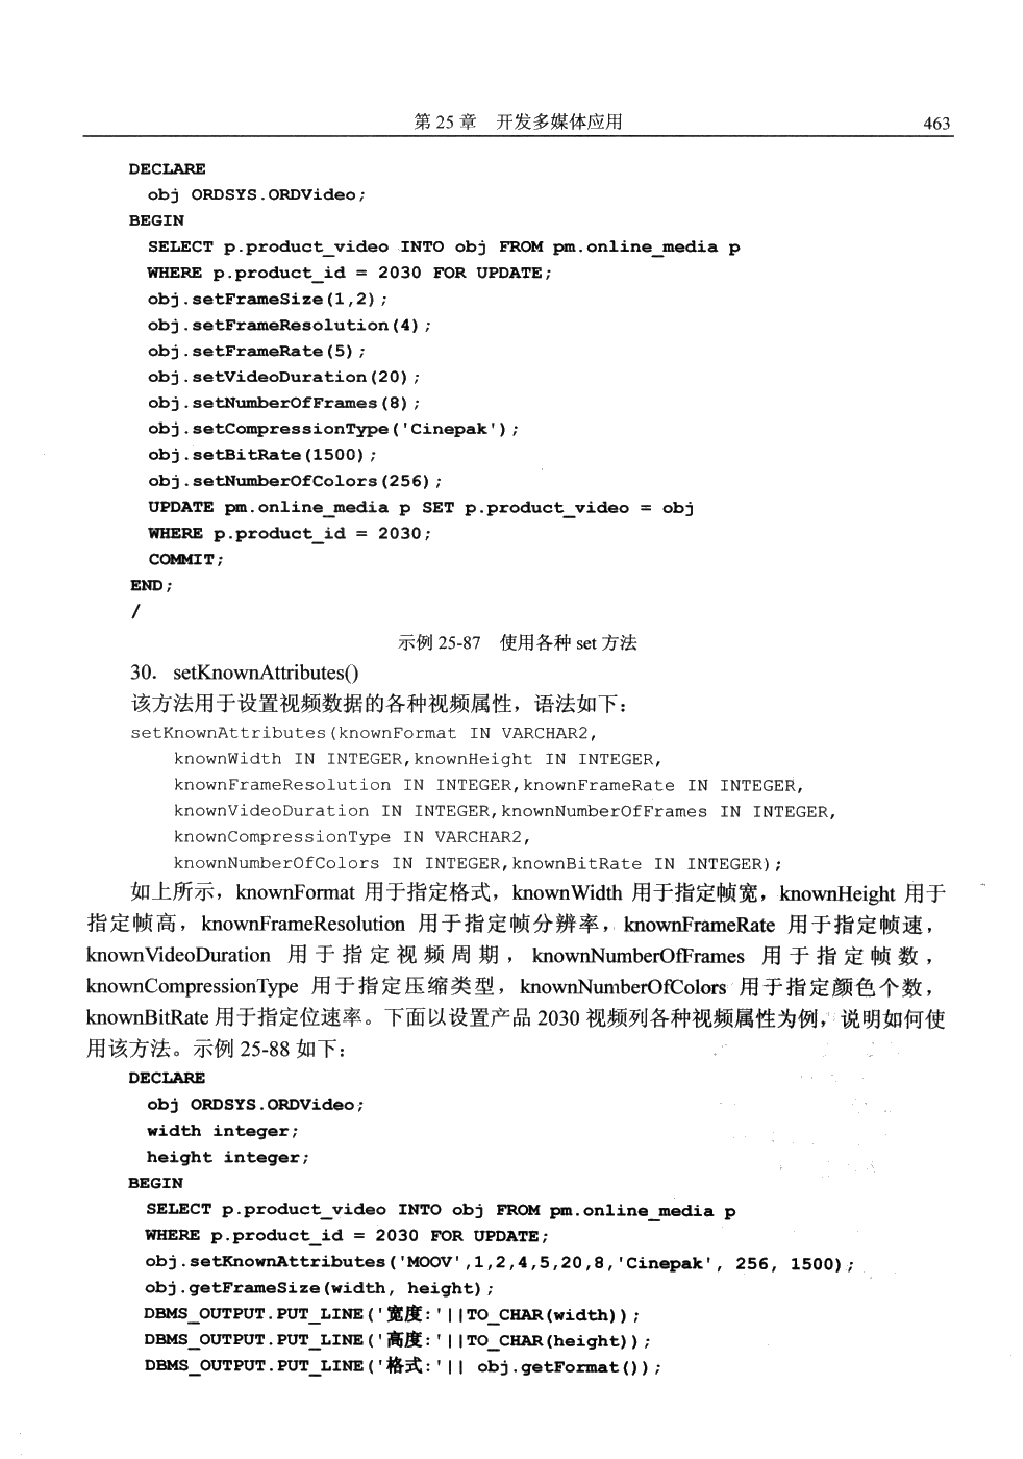 第 25 章 开发多媒体应用 463
DECLARE
obj ORDSYS.ORDVideo;
BEGIN
SELECT p.product_video INTO obj FROM pm.online_media p
WHERE p.product_id = 2030 FOR UPDATE;
obj.setFrameSize(1,2);
obj.setFrameResolution(4);
obj.setFrameRate(5);
obj.setVideoDuration(20);
obj.setNumberOfFrames(8);
obj.setCompressionType('Cinepak');
obj.setBitRate(1500);
obj.setNumberOfColors(256);
UPDATE pm.online_media p SET p.product_video = obj
WHERE p.product_id = 2030;
COMMIT;
END;
/
示例 25-87 使用各种 set 方法
30. setKnownAttributes()
该方法用于设置视频数据的各种视频属性，语法如下：
setKnownAttributes(knownFormat IN VARCHAR2,
knownWidth IN INTEGER,knownHeight IN INTEGER,
knownFrameResolution IN INTEGER,knownFrameRate IN INTEGER,
knownVideoDuration IN INTEGER,knownNumberOfFrames IN INTEGER,
knownCompressionType IN VARCHAR2,
knownNumberOfColors IN INTEGER,knownBitRate IN INTEGER);
如上所示，knownFormat 用于指定格式，knownWidth 用于指定帧宽，knownHeight 用于
指定帧高，knownFrameResolution 用于指定帧分辨率，knownFrameRate 用于指定帧速，
knownVideoDuration 用于指定视频周期，knownNumberOfFrames 用于指定帧数，
knownCompressionType 用于指定压缩类型，knownNumberOfColors 用于指定颜色个数，
knownBitRate 用于指定位速率。下面以设置产品 2030 视频列各种视频属性为例，说明如何使
用该方法。示例 25-88 如下：
DECLARE
obj ORDSYS.ORDVideo;
width integer;
height integer;
BEGIN
SELECT p.product_video INTO obj FROM pm.online_media p
WHERE p.product_id = 2030 FOR UPDATE;
obj.setKnownAttributes('MOOV',1,2,4,5,20,8,'Cinepak', 256, 1500);
obj.getFrameSize(width, height);
DBMS_OUTPUT.PUT_LINE('宽度:'||TO_CHAR(width));
DBMS_OUTPUT.PUT_LINE('高度:'||TO_CHAR(height));
DBMS_OUTPUT.PUT_LINE('格式:'|| obj.getFormat());